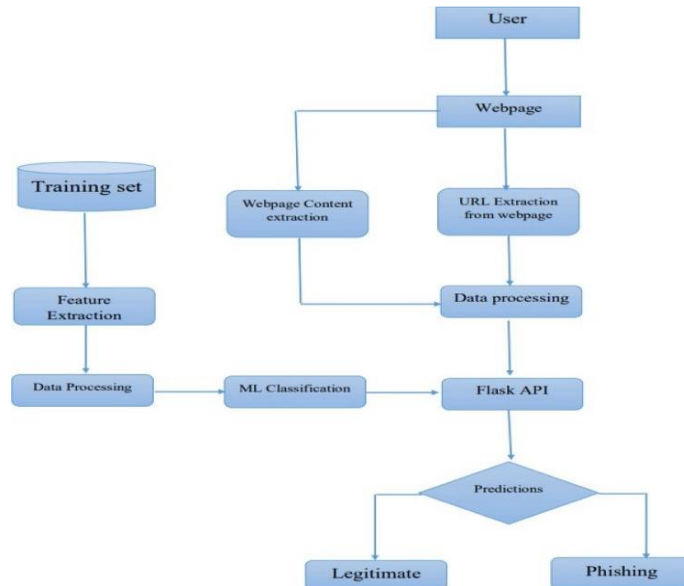 User
Webpage
Training set
Webpage Content
extraction
URL Extraction
from webpage
Feature
Extraction
Data processing
Data Processing
ML Classification
Flask API
Predictions
Legitimate
Phishing